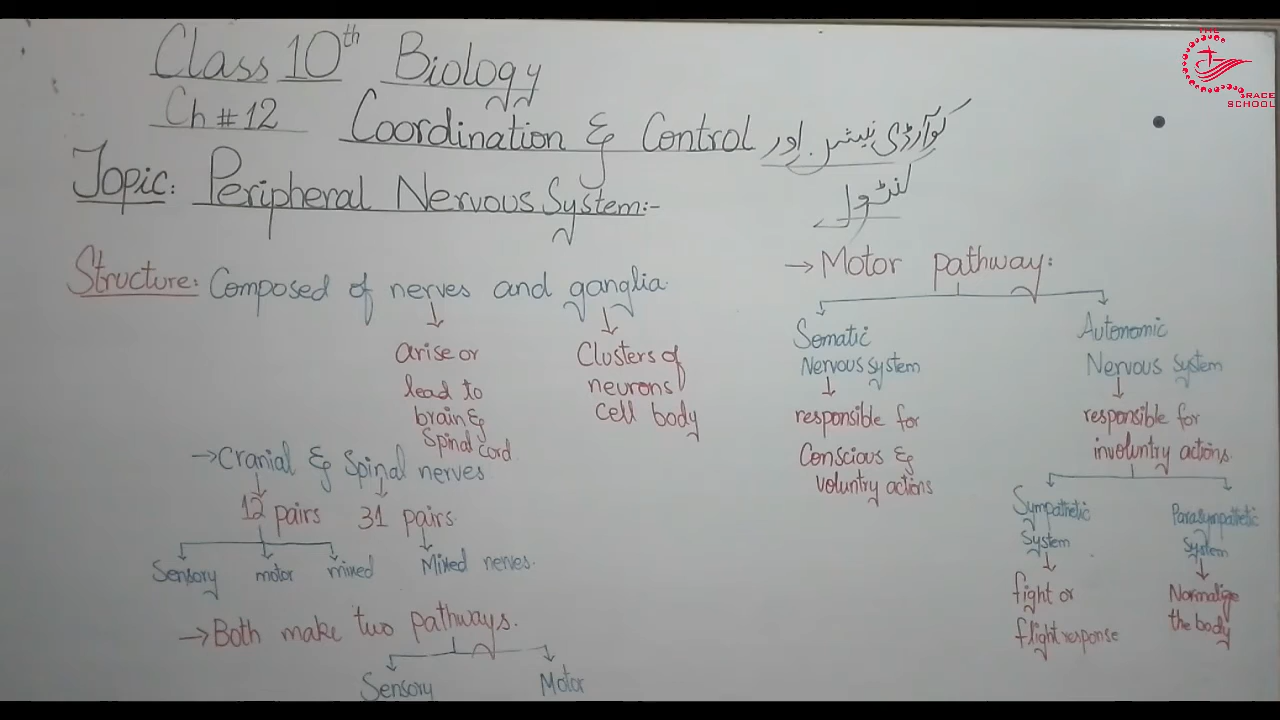 Class 10th Biology
Ch # 12 Coordination & Control کوآرڈی نیشن اور
کنٹرول
Topic: Peripheral Nervous System:-
Structure: Composed of nerves and ganglia.
arise or
lead to
brain &
Spinal cord
Clusters of
neurons
cell body
→ Cranial & Spinal nerves
12 pairs 31 pairs.
Sensory motor mixed Mixed nerves.
→ Both make two pathways.
Sensory Motor
→ Motor pathway:
Sematic
Nervous system
responsible for
Conscious &
voluntry actions
Autonomic
Nervous system
responsible for
involuntry actions.
Sympathetic
System
fight or
flight response
Parasympathetic
System
Normalize
the body
THE
GRACE
SCHOOL